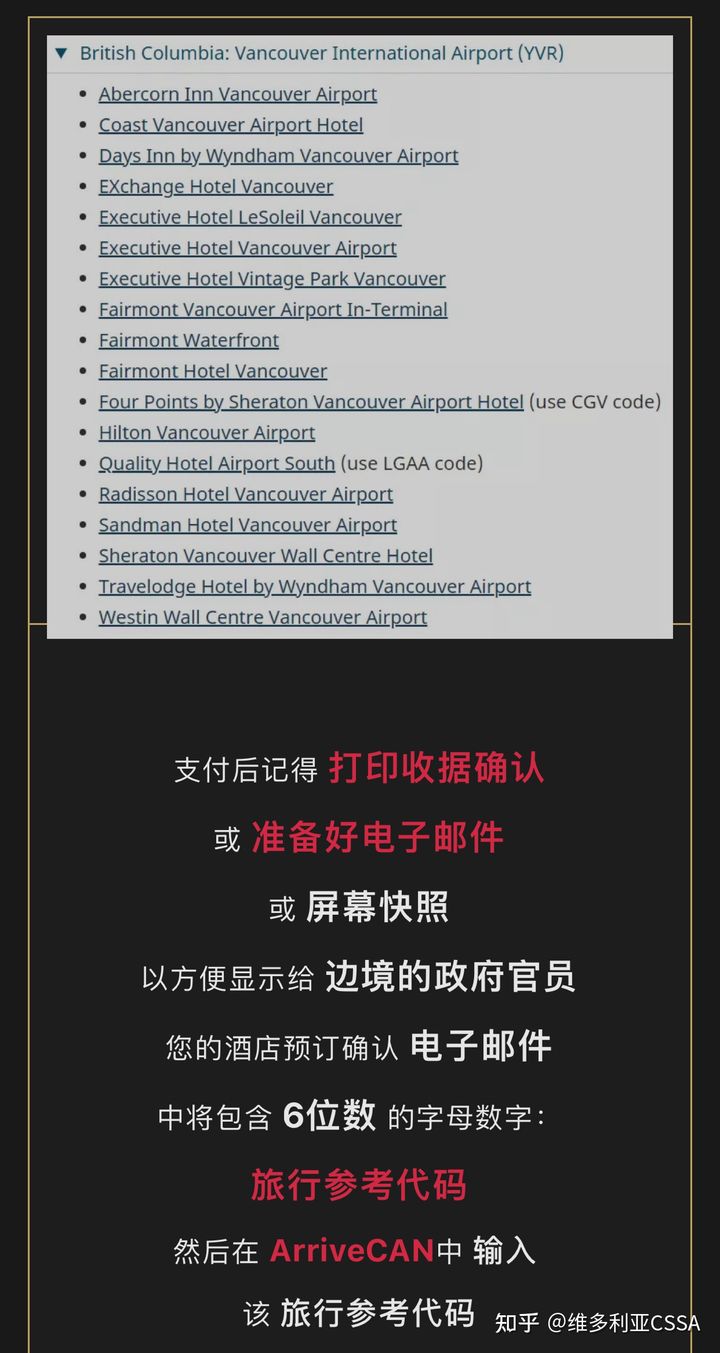 ▼ British Columbia: Vancouver International Airport (YVR)
• Abercorn Inn Vancouver Airport
• Coast Vancouver Airport Hotel
• Days Inn by Wyndham Vancouver Airport
• EXchange Hotel Vancouver
• Executive Hotel LeSoleil Vancouver
• Executive Hotel Vancouver Airport
• Executive Hotel Vintage Park Vancouver
• Fairmont Vancouver Airport In-Terminal
• Fairmont Waterfront
• Fairmont Hotel Vancouver
• Four Points by Sheraton Vancouver Airport Hotel (use CGV code)
• Hilton Vancouver Airport
• Quality Hotel Airport South (use LGAA code)
• Radisson Hotel Vancouver Airport
• Sandman Hotel Vancouver Airport
• Sheraton Vancouver Wall Centre Hotel
• Travelodge Hotel by Wyndham Vancouver Airport
• Westin Wall Centre Vancouver Airport
支付后记得 打印收据确认
或 准备好电子邮件
或 屏幕快照
以方便显示给 边境的政府官员
您的酒店预订确认 电子邮件
中将包含 6位数 的字母数字：
旅行参考代码
然后在 ArriveCAN中 输入
该 旅行参考代码
知乎 @维多利亚CSSA